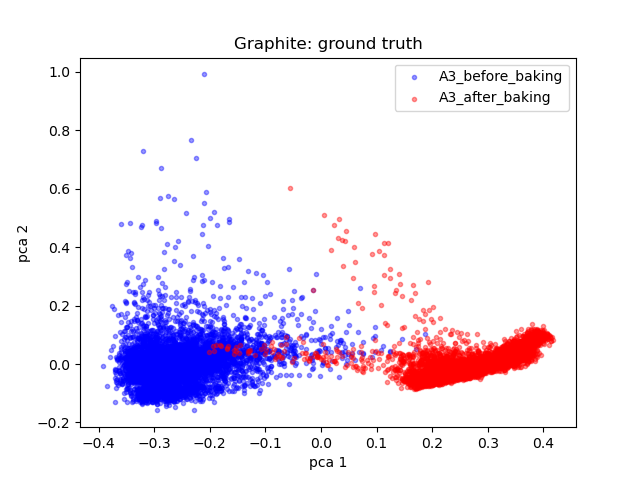 Graphite: ground truth
A3_before_baking
A3_after_baking
pca 2
1.0
0.8
0.6
0.4
0.2
0.0
−0.2
−0.4 −0.3 −0.2 −0.1 0.0 0.1 0.2 0.3 0.4
pca 1